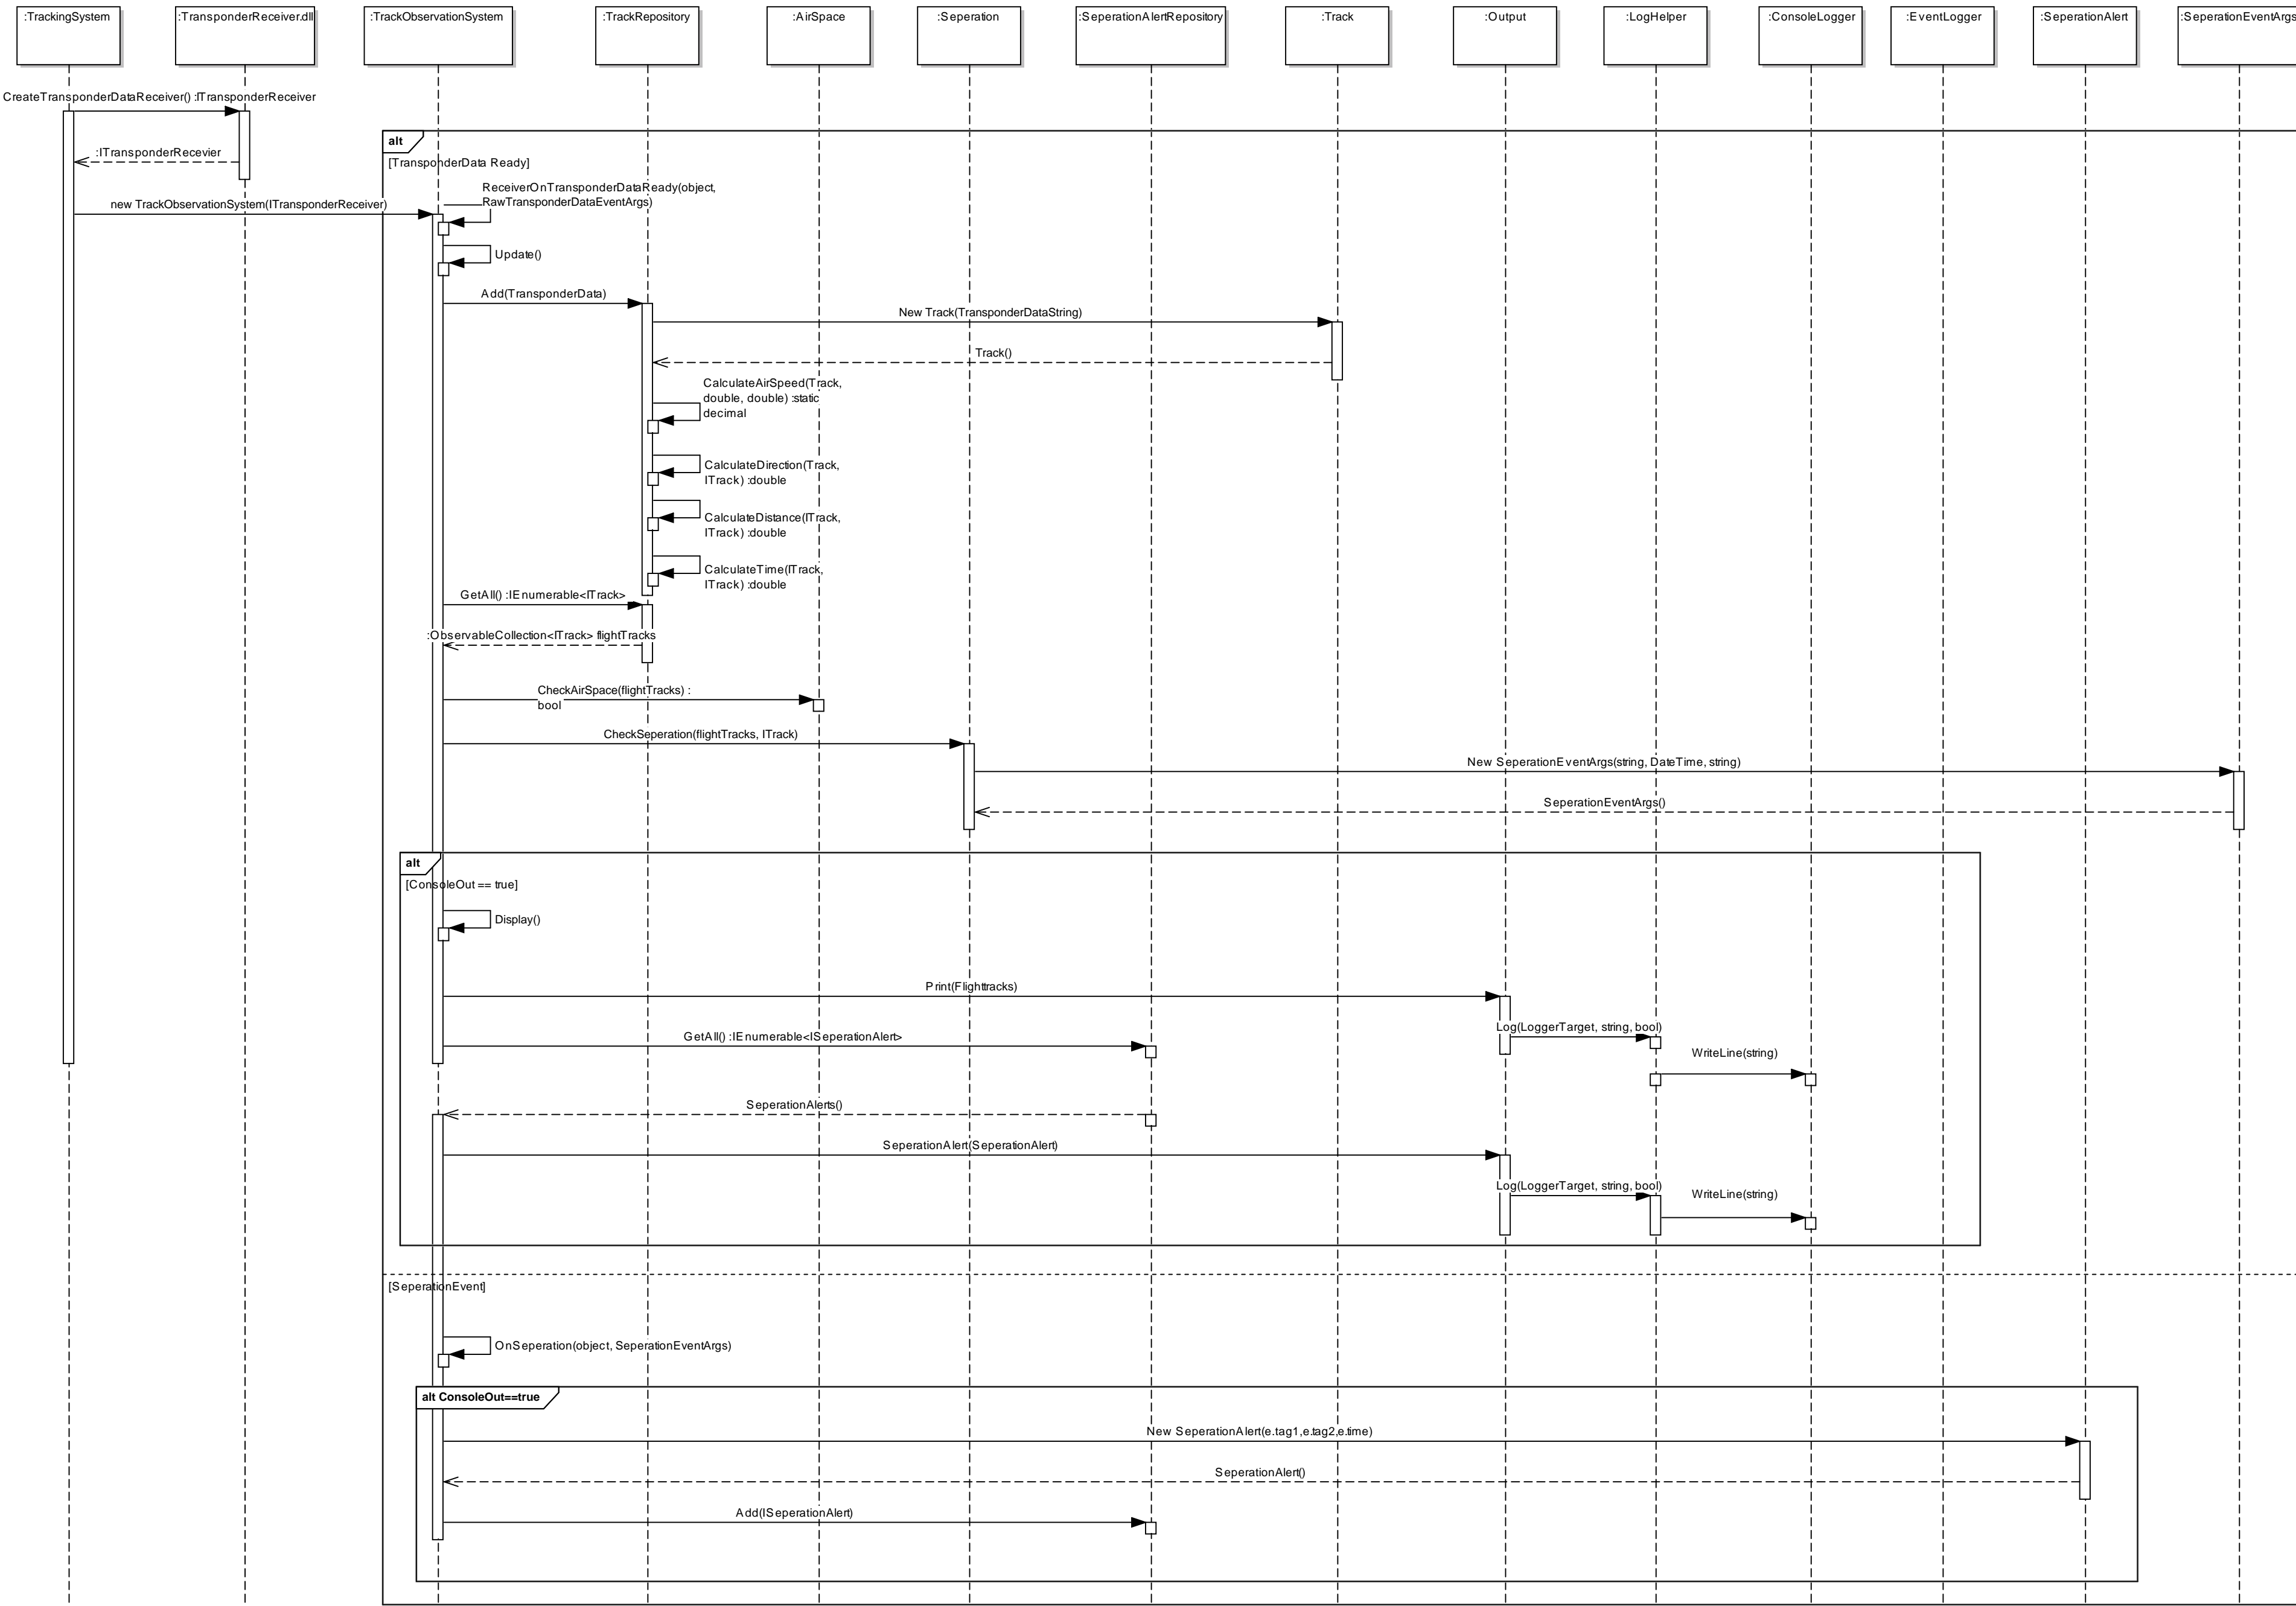 :TrackingSystem
:TransponderReceiver.dll
:TrackObservationSystem
:TrackRepository
:AirSpace
:Seperation
:SeperationAlertRepository
:Track
:Output
:LogHelper
:ConsoleLogger
:EventLogger
:SeperationAlert
:SeperationEventArgs
CreateTransponderDataReceiver() :ITransponderReceiver
alt
:ITransponderRecevier
[TransponderData Ready]
ReceiverOnTransponderDataReady(object,
RawTransponderDataEventArgs)
new TrackObservationSystem(ITransponderReceiver)
Update()
Add(TransponderData)
New Track(TransponderDataString)
Track()
CalculateAirSpeed(Track,
double, double) :static
decimal
CalculateDirection(Track,
ITrack) :double
CalculateDistance(ITrack,
ITrack) :double
CalculateTime(ITrack,
ITrack) :double
GetAll() :IEnumerable<ITrack>
:ObservableCollection<ITrack> flightTracks
CheckAirSpace(flightTracks) :
bool
CheckSeperation(flightTracks, ITrack)
New SeperationEventArgs(string, DateTime, string)
SeperationEventArgs()
alt
[ConsoleOut == true]
Display()
Print(Flighttracks)
Log(LoggerTarget, string, bool)
GetAll() :IEnumerable<ISeperationAlert>
WriteLine(string)
SeperationAlerts()
SeperationAlert(SeperationAlert)
Log(LoggerTarget, string, bool)
WriteLine(string)
[SeperationEvent]
OnSeperation(object, SeperationEventArgs)
alt ConsoleOut==true
New SeperationAlert(e.tag1,e.tag2,e.time)
SeperationAlert()
Add(ISeperationAlert)